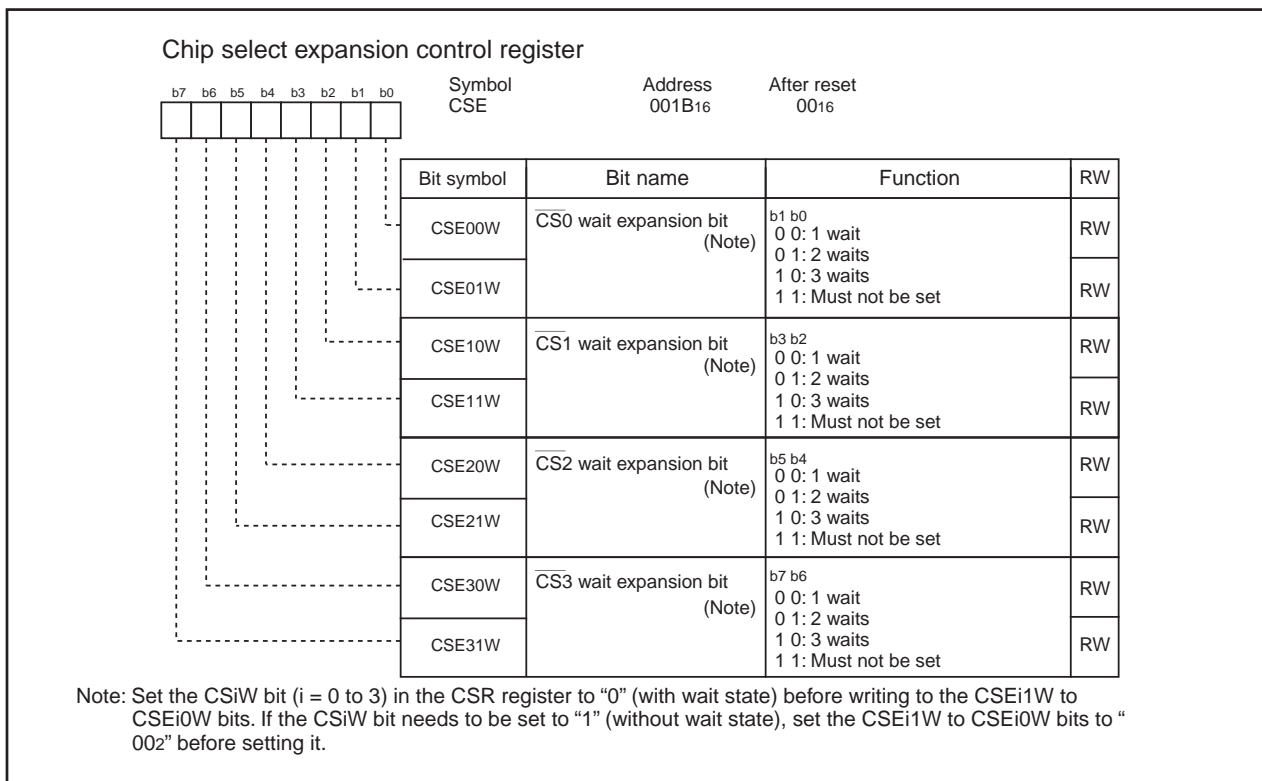 Chip select expansion control register
Symbol Address After reset
b7 b6 b5 b4 b3 b2 b1 b0
CSE 001B16 0016
Bit symbol Bit name Function RW
CSE00W CS0 wait expansion bit (Note) b1 b0 RW
0 0: 1 wait
0 1: 2 waits
1 0: 3 waits
1 1: Must not be set
CSE01W RW
CSE10W CS1 wait expansion bit (Note) b3 b2 RW
0 0: 1 wait
0 1: 2 waits
1 0: 3 waits
1 1: Must not be set
CSE11W RW
CSE20W CS2 wait expansion bit (Note) b5 b4 RW
0 0: 1 wait
0 1: 2 waits
1 0: 3 waits
1 1: Must not be set
CSE21W RW
CSE30W CS3 wait expansion bit (Note) b7 b6 RW
0 0: 1 wait
0 1: 2 waits
1 0: 3 waits
1 1: Must not be set
CSE31W RW
Note: Set the CSiW bit (i = 0 to 3) in the CSR register to “0” (with wait state) before writing to the CSEi1W to
CSEi0W bits. If the CSiW bit needs to be set to “1” (without wait state), set the CSEi1W to CSEi0W bits to “
002” before setting it.